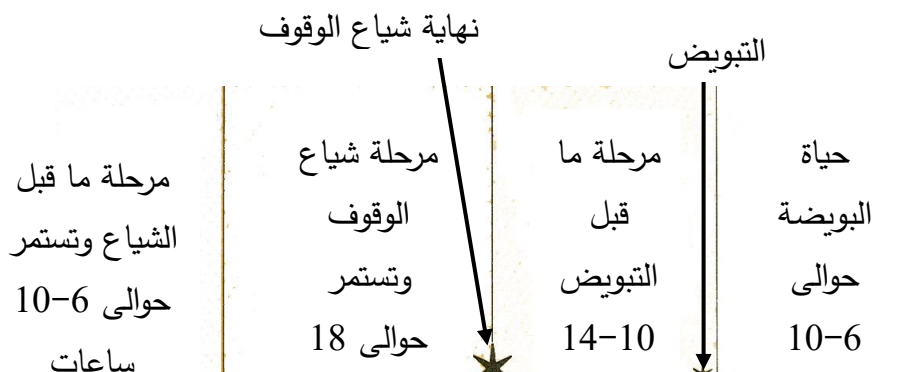 نهاية شياع الوقوف
التبويض
حياة
البويضة
حوالى
10-6
مرحلة ما
قبل
التبويض
14-10
مرحلة شياع
الوقوف
وتستمر
حوالى 18
مرحلة ما قبل
الشياع وتستمر
حوالى 6-10
ساعات